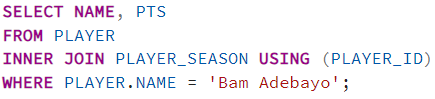 SELECT NAME, PTS
FROM PLAYER
INNER JOIN PLAYER_SEASON USING (PLAYER_ID)
WHERE PLAYER.NAME = 'Bam Adebayo';